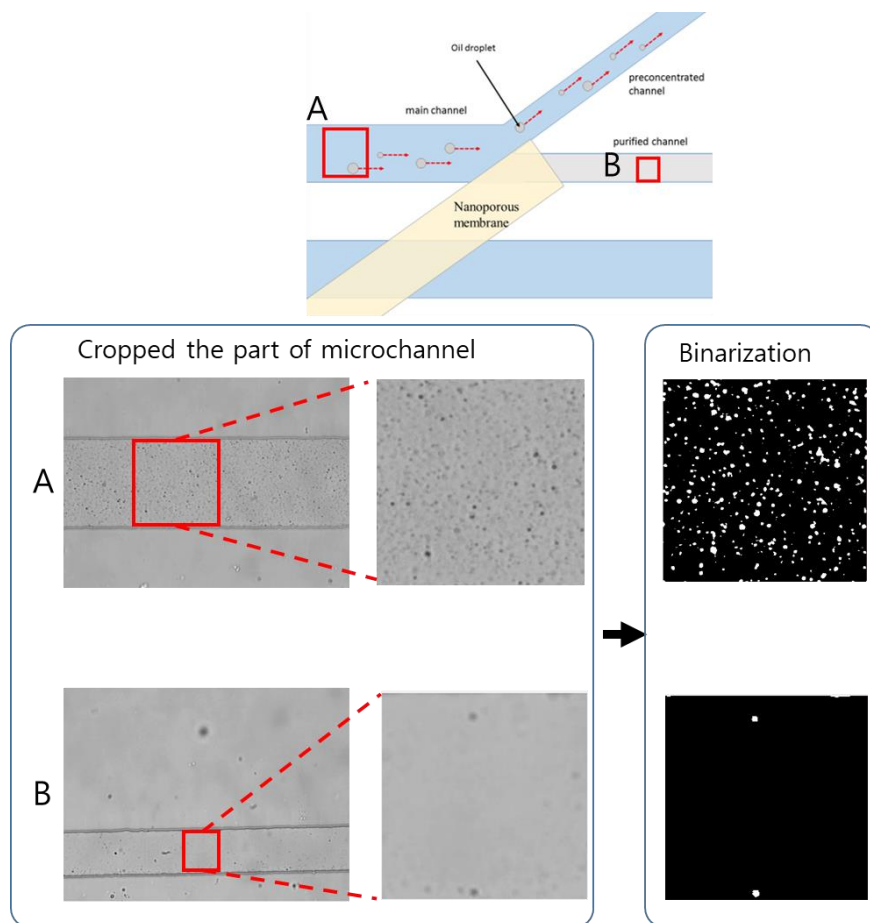 Oil droplet
preconcentrated
channel
A
main channel
purified channel
B
Nanoporous
membrane
Cropped the part of microchannel
Binarization
A
B